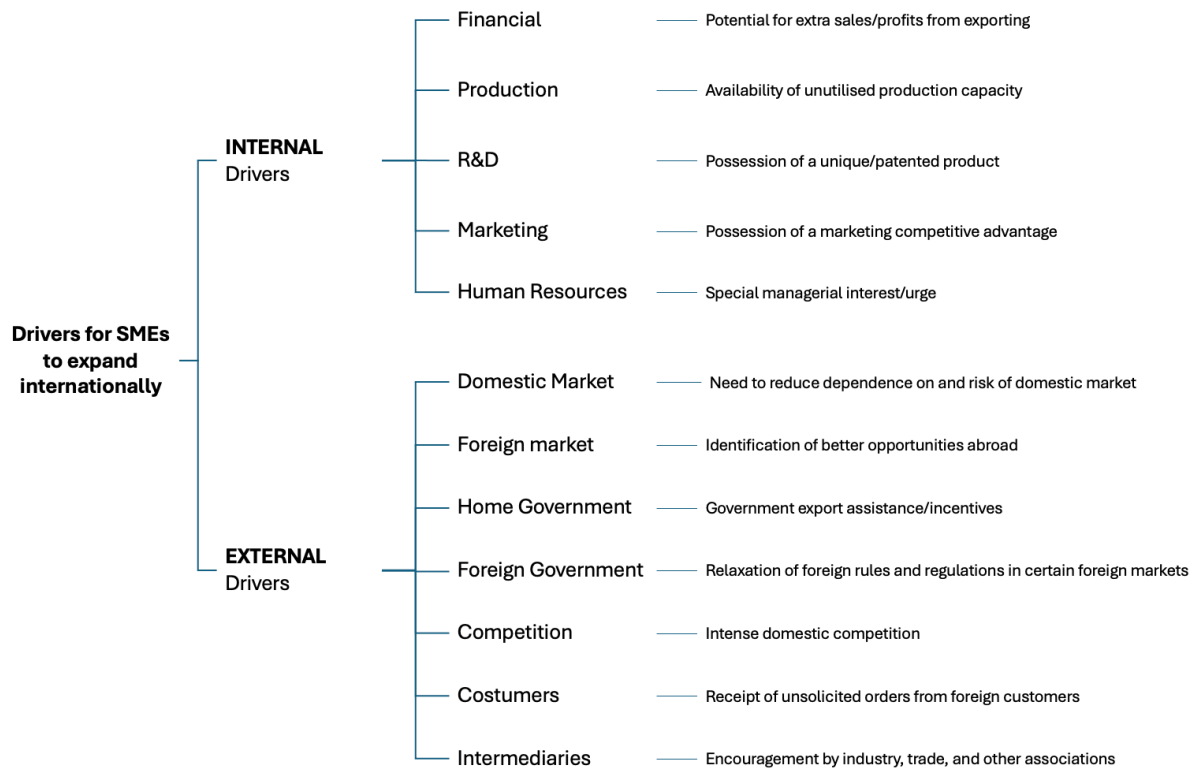 Drivers for SMEs
to expand
internationally
INTERNAL
Drivers
Financial
Potential for extra sales/profits from exporting
Production
Availability of unutilised production capacity
R&D
Possession of a unique/patented product
Marketing
Possession of a marketing competitive advantage
Human Resources
Special managerial interest/urge
EXTERNAL
Drivers
Domestic Market
Need to reduce dependence on and risk of domestic market
Foreign market
Identification of better opportunities abroad
Home Government
Government export assistance/incentives
Foreign Government
Relaxation of foreign rules and regulations in certain foreign markets
Competition
Intense domestic competition
Costumers
Receipt of unsolicited orders from foreign customers
Intermediaries
Encouragement by industry, trade, and other associations